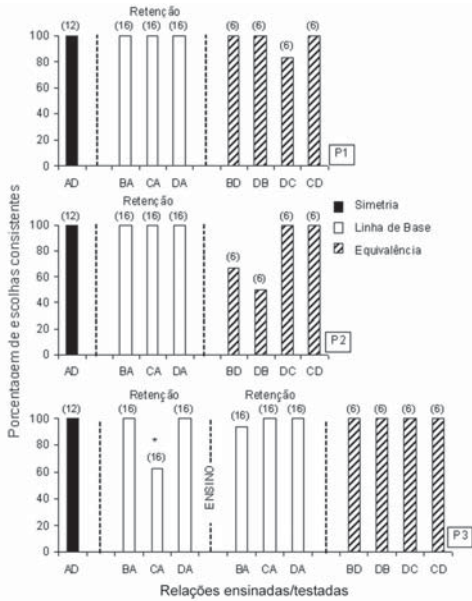 Porcentagem de escolhas consistentes
Retenção
(12) (16) (16) (16) (6) (6) (6) (6)
100
80
60
40
20
0
AD BA CA DA BD DB DC CD
P1
Simetria
Linha de Base
Equivalência
Retenção
(12) (16) (16) (16) (6) (6) (6) (6)
100
80
60
40
20
0
AD BA CA DA BD DB DC CD
P2
Retenção Retenção
(12) (16) * (16) (16) (16) (16) (16) (6) (6) (6) (6)
100
80
60
40
20
0
ENSINO
AD BA CA DA BA CA DA BD DB DC CD
P3
Relações ensinadas/testadas